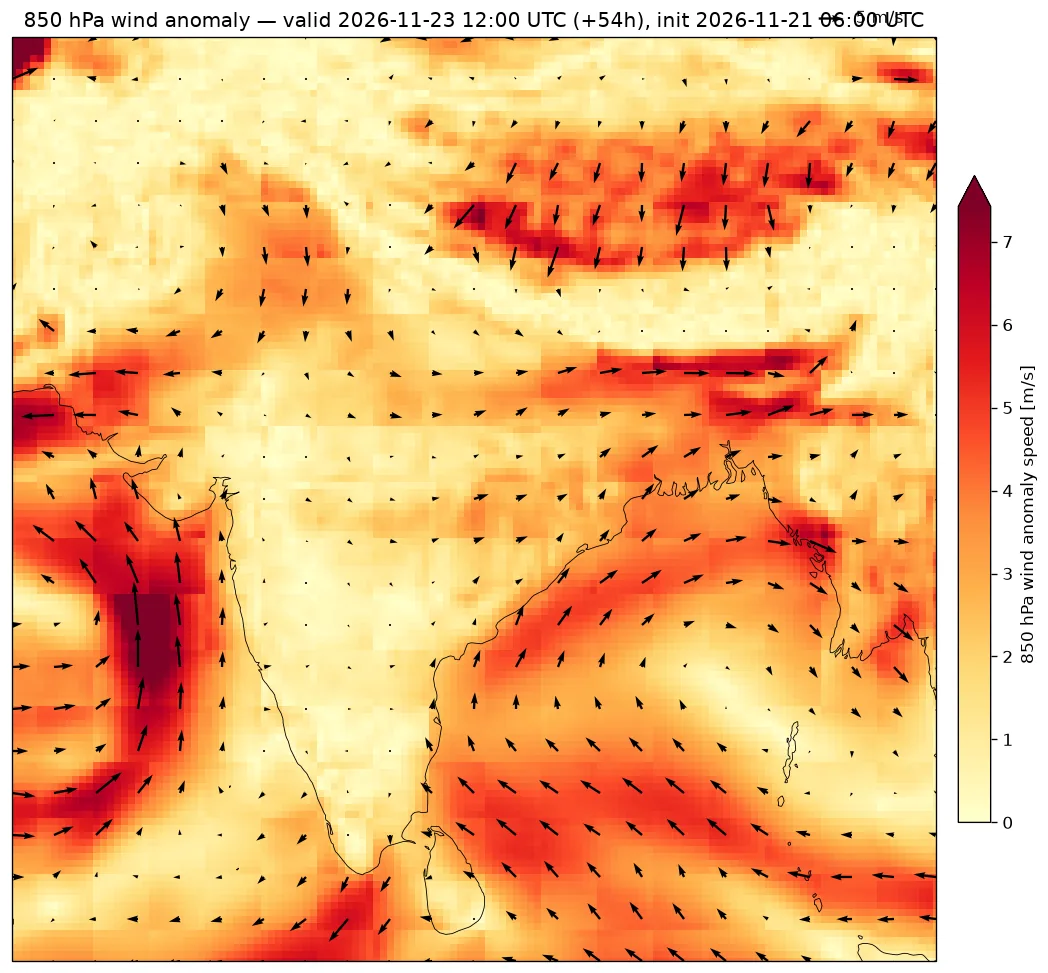 850 hPa wind anomaly — valid 2026-11-23 12:00 UTC (+54h), init 2026-11-21 06:00 UTC
5 m/s
7
6
5
4
3
2
1
0
850 hPa wind anomaly speed [m/s]